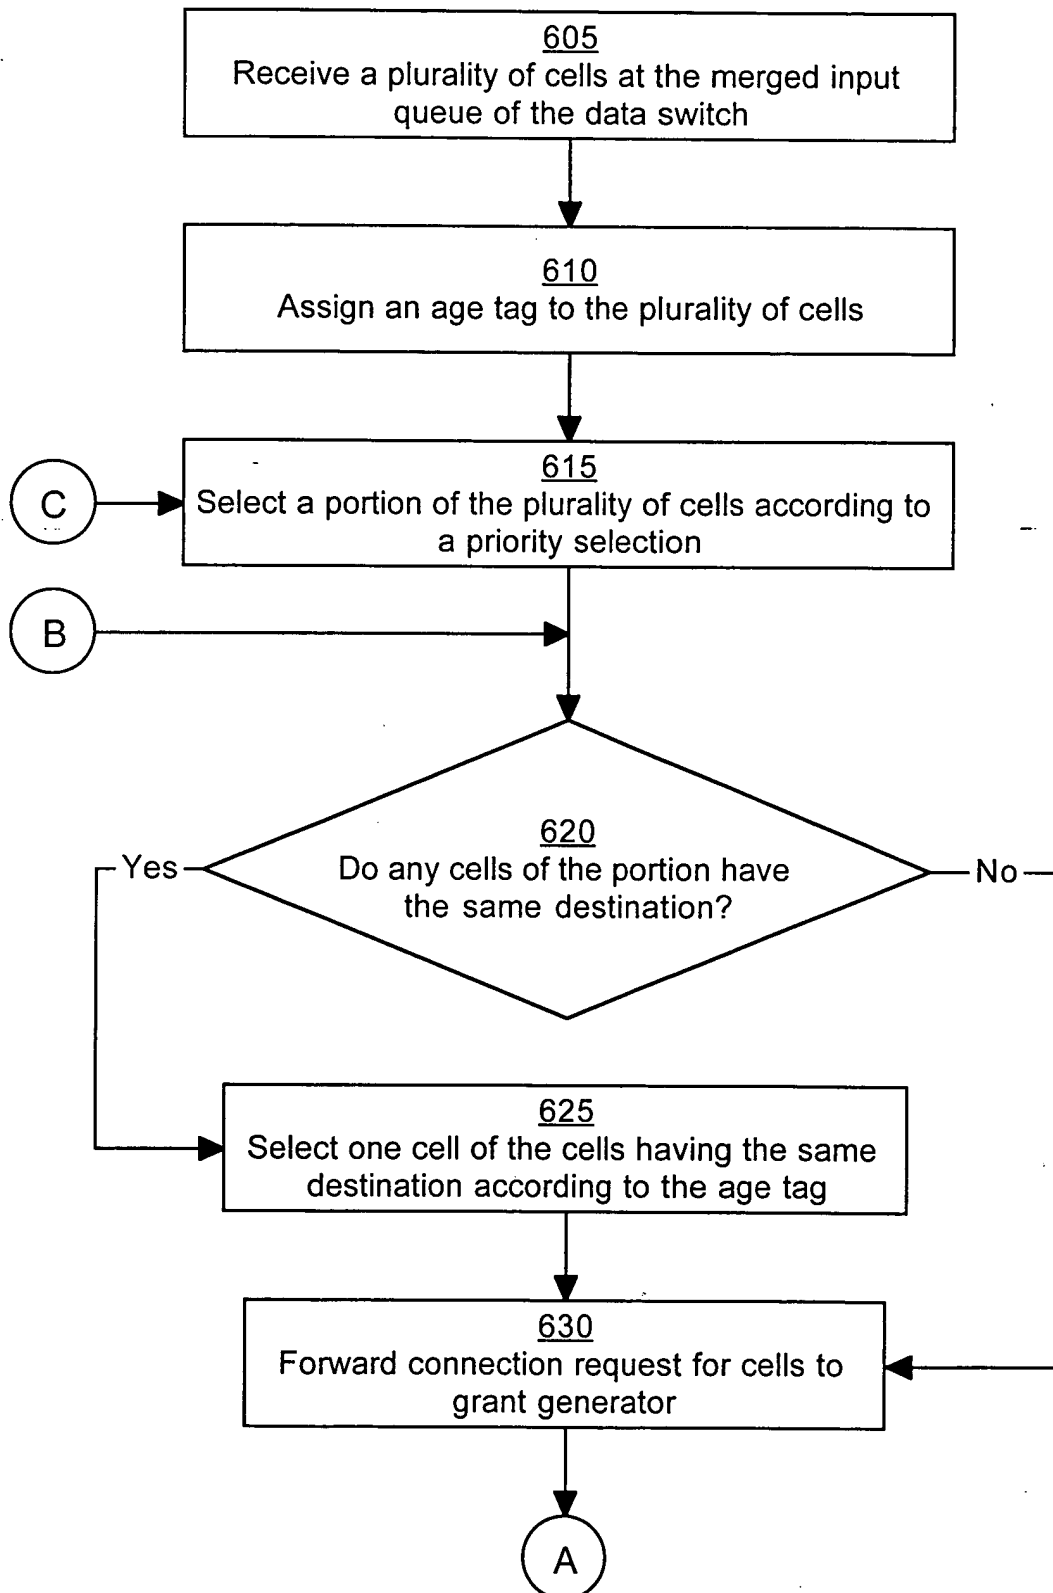 605
Receive a plurality of cells at the merged input
queue of the data switch
610
Assign an age tag to the plurality of cells
615
Select a portion of the plurality of cells according to
a priority selection
C
B
620
Do any cells of the portion have
the same destination?
Yes
No
625
Select one cell of the cells having the same
destination according to the age tag
630
Forward connection request for cells to
grant generator
A